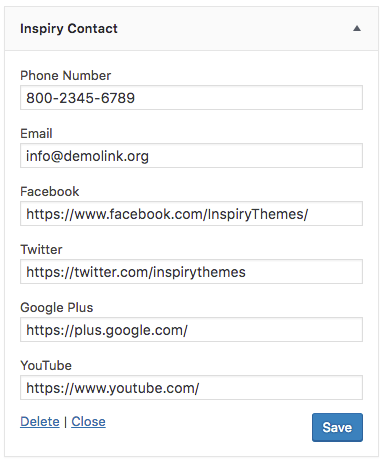 Inspiry Contact
Phone Number
800-2345-6789
Email
info@demolink.org
Facebook
https://www.facebook.com/InspiryThemes/
Twitter
https://twitter.com/inspirythemes
Google Plus
https://plus.google.com/
YouTube
https://www.youtube.com/
Delete | Close Save